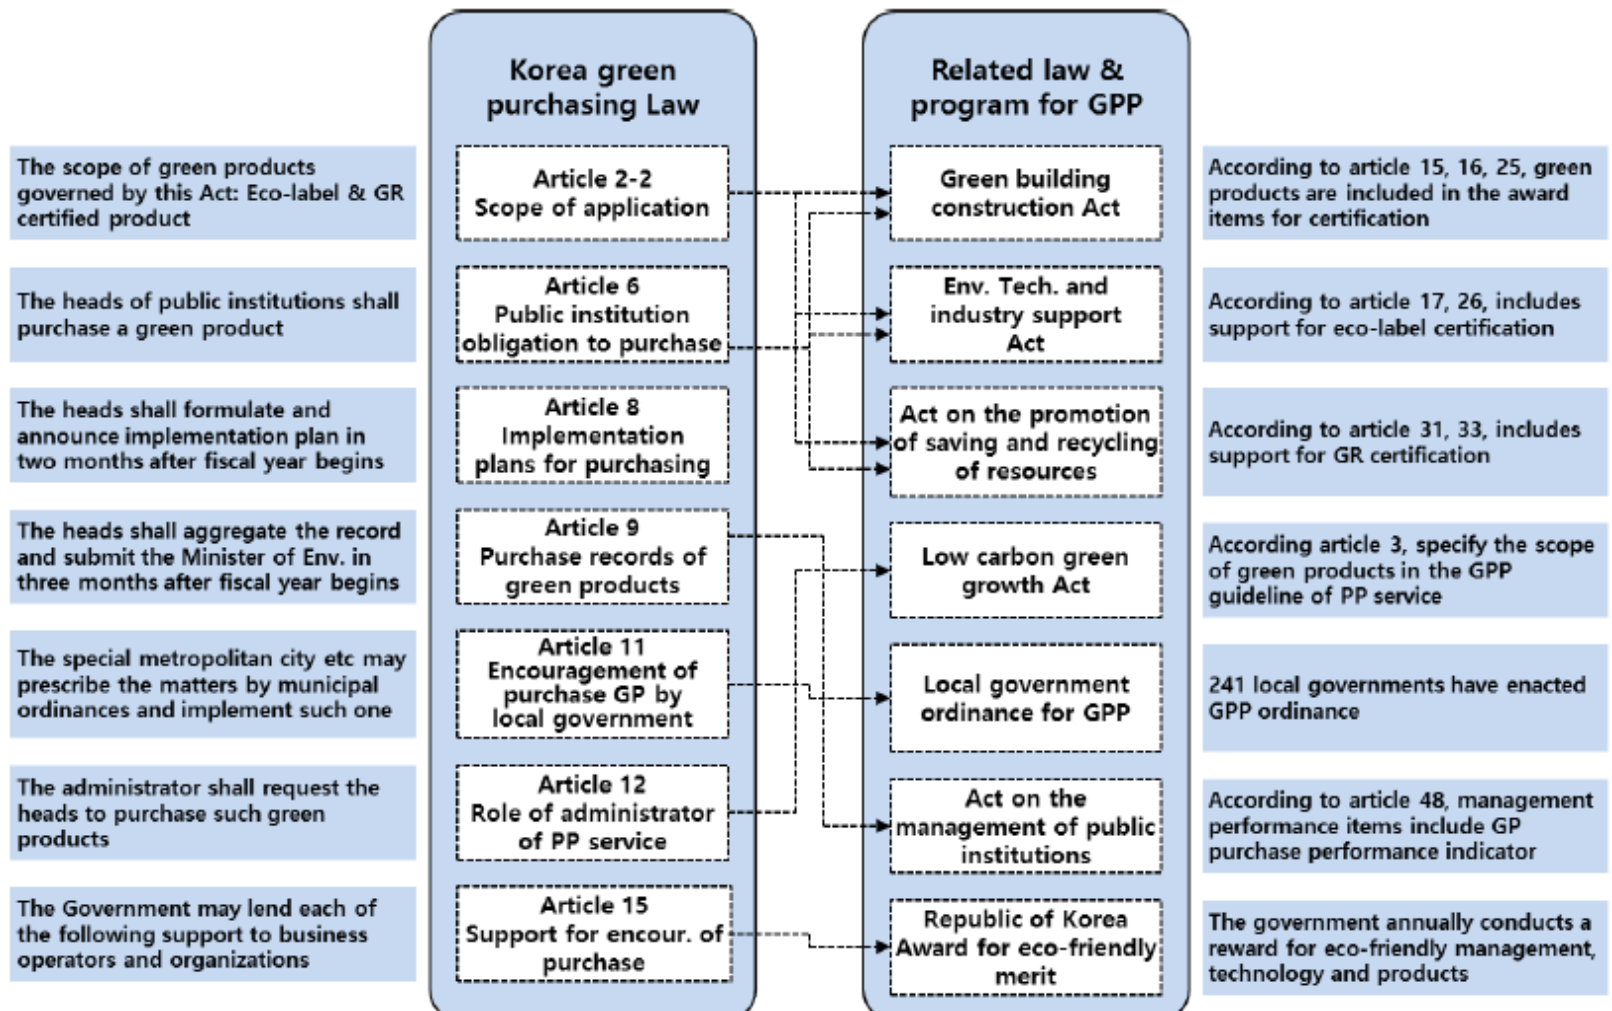 Korea green
purchasing Law
Related law &
program for GPP
The scope of green products
governed by this Act: Eco-label & GR
certified product
Article 2-2
Scope of application
Green building
construction Act
According to article 15, 16, 25, green
products are included in the award
items for certification
The heads of public institutions shall
purchase a green product
Article 6
Public institution
obligation to purchase
Env. Tech. and
industry support
Act
According to article 17, 26, includes
support for eco-label certification
The heads shall formulate and
announce implementation plan in
two months after fiscal year begins
Article 8
Implementation
plans for purchasing
Act on the promotion
of saving and recycling
of resources
According to article 31, 33, includes
support for GR certification
The heads shall aggregate the record
and submit the Minister of Env. in
three months after fiscal year begins
Article 9
Purchase records of
green products
Low carbon green
growth Act
According article 3, specify the scope
of green products in the GPP
guideline of PP service
The special metropolitan city etc may
prescribe the matters by municipal
ordinances and implement such one
Article 11
Encouragement of
purchase GP by
local government
Local government
ordinance for GPP
241 local governments have enacted
GPP ordinance
The administrator shall request the
heads to purchase such green
products
Article 12
Role of administrator
of PP service
Act on the
management of public
institutions
According to article 48, management
performance items include GP
purchase performance indicator
The Government may lend each of
the following support to business
operators and organizations
Article 15
Support for encour. of
purchase
Republic of Korea
Award for eco-friendly
merit
The government annually conducts a
reward for eco-friendly management,
technology and products